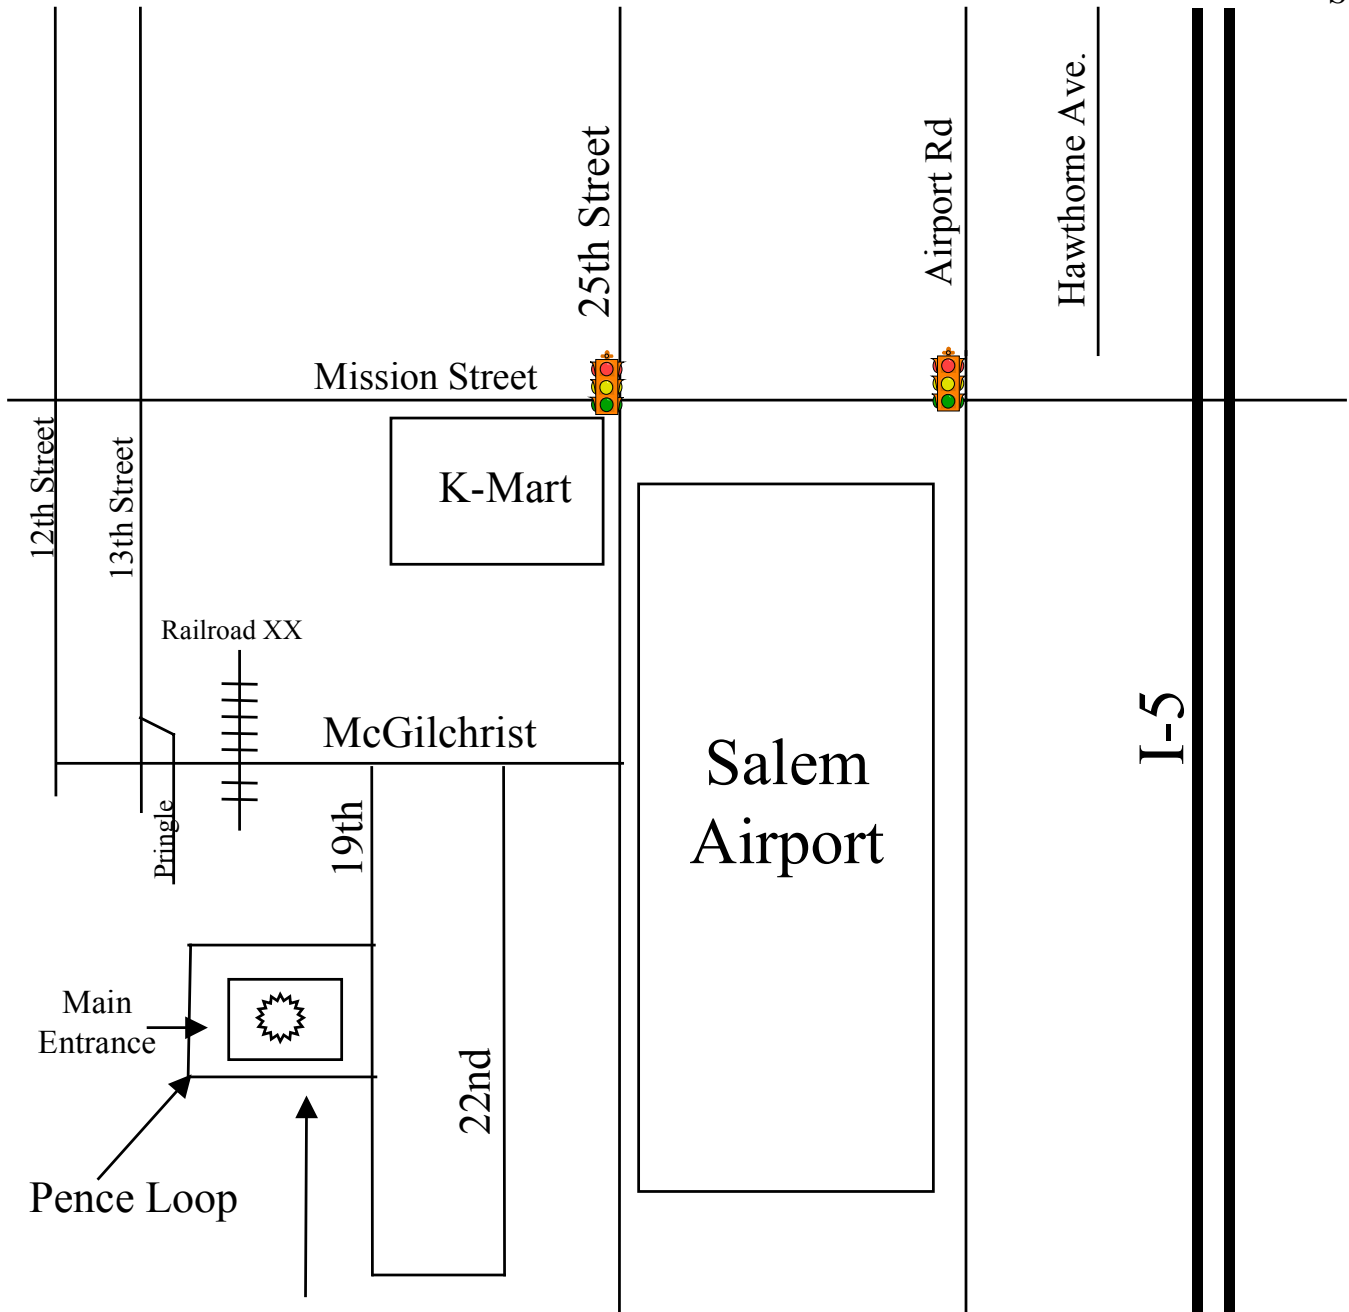 25th Street
Airport Rd
Hawthorne Ave.
Mission Street
12th Street
13th Street
K-Mart
Railroad XX
McGilchrist
I-5
Salem
Airport
Pringle
19th
Main
Entrance
22nd
Pence Loop